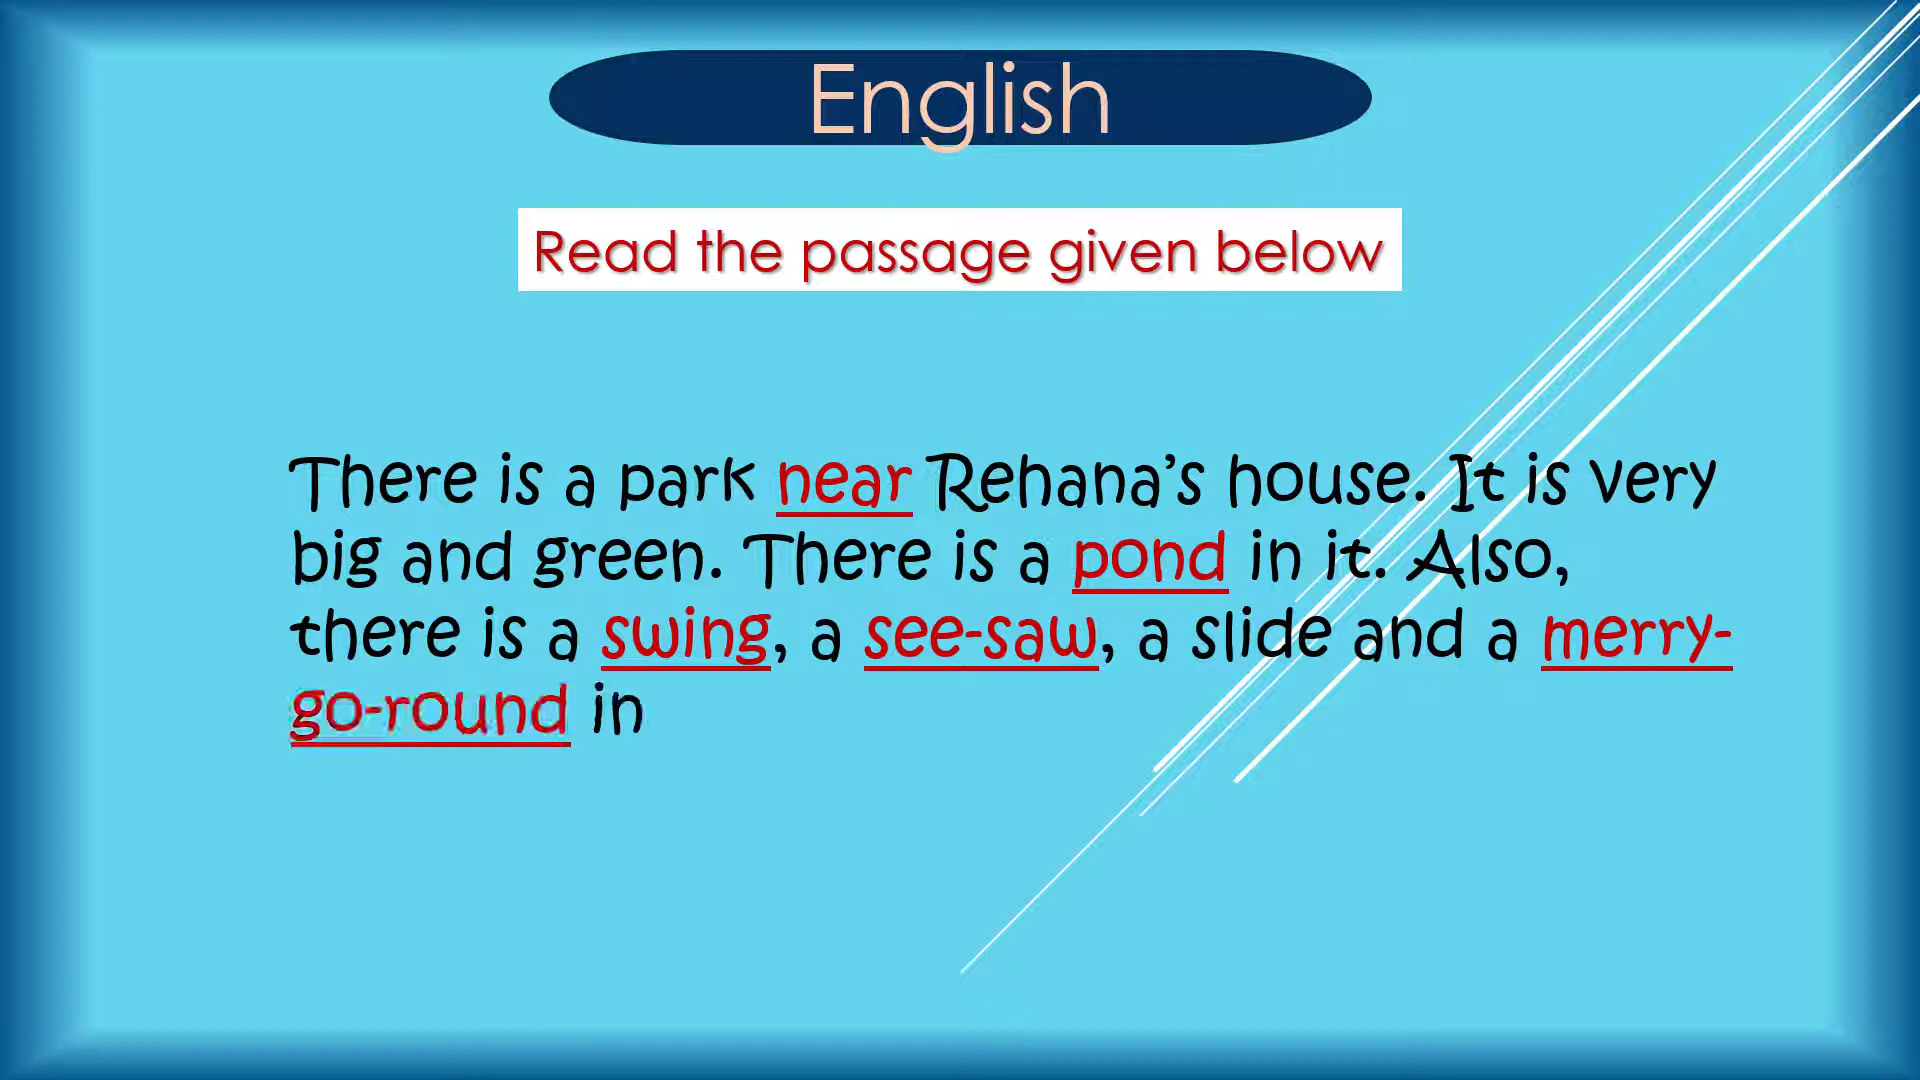 English
Read the passage given below
There is a park near Rehana’s house. It is very
big and green. There is a pond in it. Also,
there is a swing, a see-saw, a slide and a merry-
go-round in